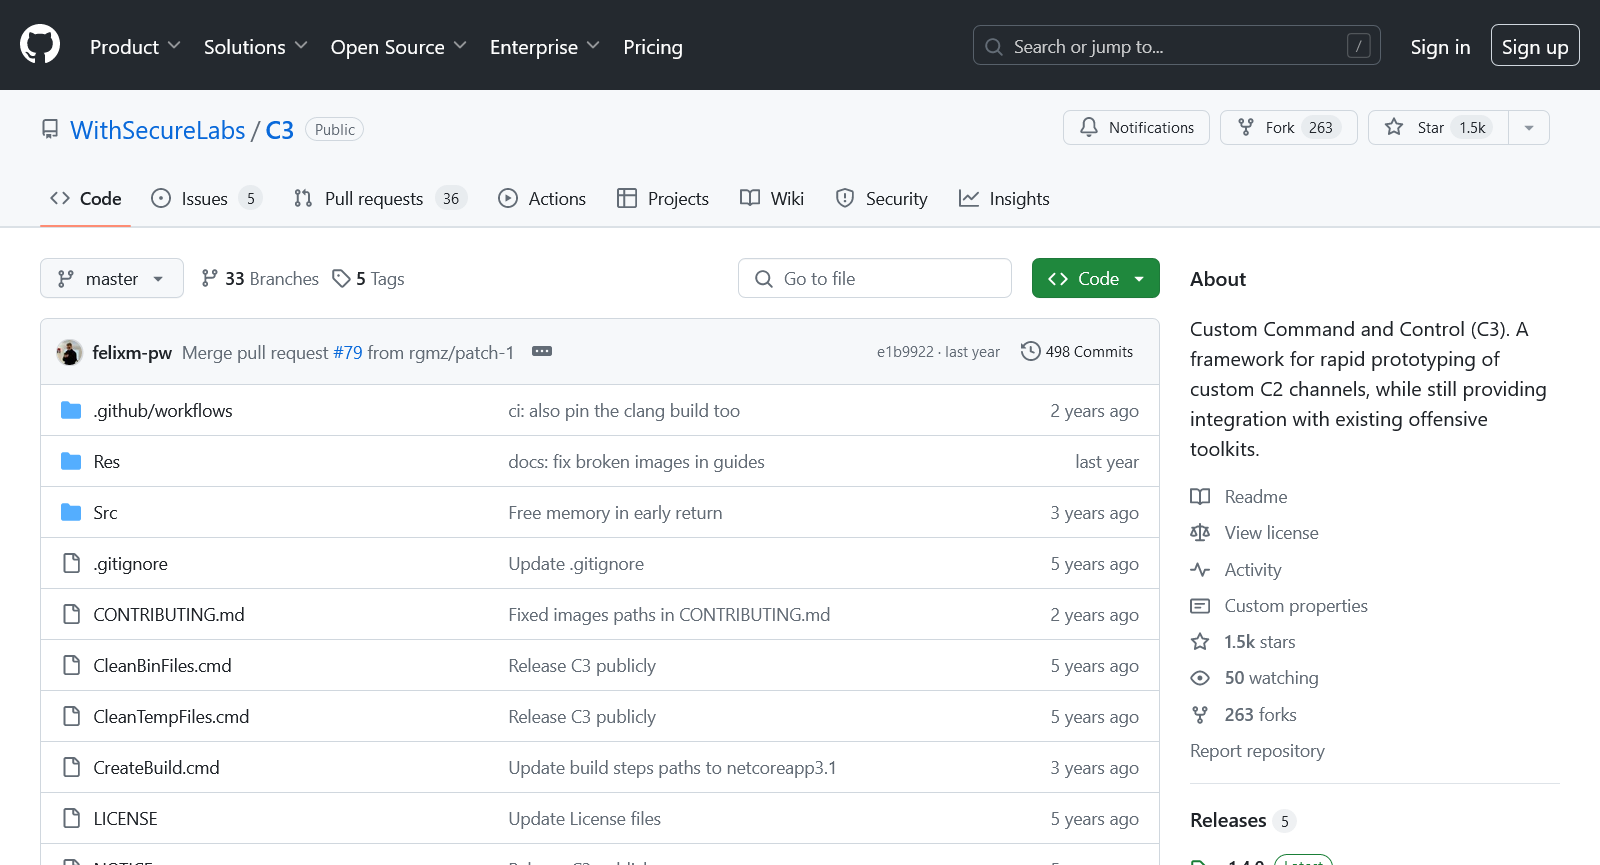 Product Solutions Open Source Enterprise Pricing Search or jump to... / Sign in Sign up
WithSecureLabs / C3 Public Notifications Fork 263 Star 1.5k
Code Issues 5 Pull requests 36 Actions Projects Wiki Security Insights
master 33 Branches 5 Tags Go to file Code
felixm-pw Merge pull request #79 from rgmz/patch-1 e1b9922 · last year 498 Commits
.github/workflows ci: also pin the clang build too 2 years ago
Res docs: fix broken images in guides last year
Src Free memory in early return 3 years ago
.gitignore Update .gitignore 5 years ago
CONTRIBUTING.md Fixed images paths in CONTRIBUTING.md 2 years ago
CleanBinFiles.cmd Release C3 publicly 5 years ago
CleanTempFiles.cmd Release C3 publicly 5 years ago
CreateBuild.cmd Update build steps paths to netcoreapp3.1 3 years ago
LICENSE Update License files 5 years ago
About
Custom Command and Control (C3). A
framework for rapid prototyping of
custom C2 channels, while still providing
integration with existing offensive
toolkits.
Readme
View license
Activity
Custom properties
1.5k stars
50 watching
263 forks
Report repository
Releases 5